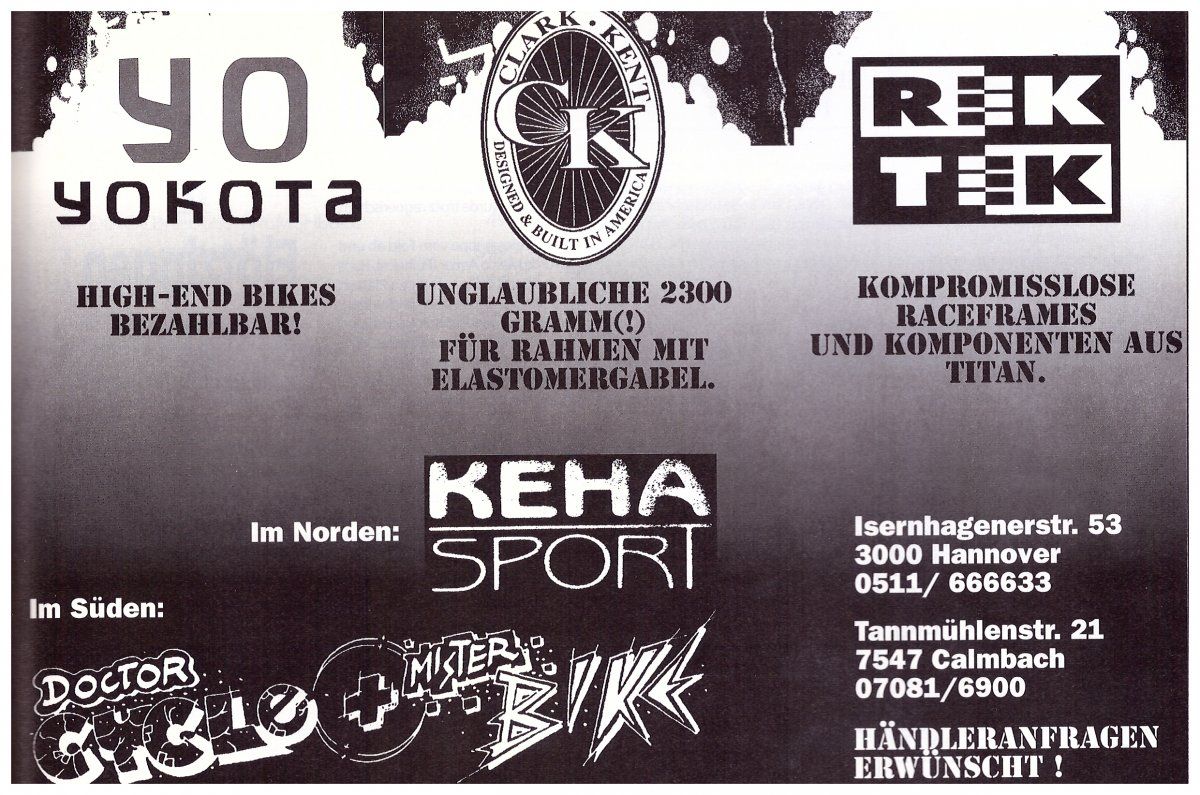 YO
YOKOTA
HIGH-END BIKES
BEZAHLBAR!
CLARK · KENT
CK
DESIGNED & BUILT IN AMERICA
UNGLAUBLICHE 2300
GRAMM(!)
FÜR RAHMEN MIT
ELASTOMERGABEL.
REK
TEK
KOMPROMISSLOSE
RACEFRAMES
UND KOMPONENTEN AUS
TITAN.
Im Norden:
KEHA
SPORT
Isernhagenerstr. 53
3000 Hannover
0511/ 666633
Im Süden:
DOCTOR
CYCLE + MISTER
BIKE
Tannmühlenstr. 21
7547 Calmbach
07081/6900
HÄNDLERANFRAGEN
ERWÜNSCHT !